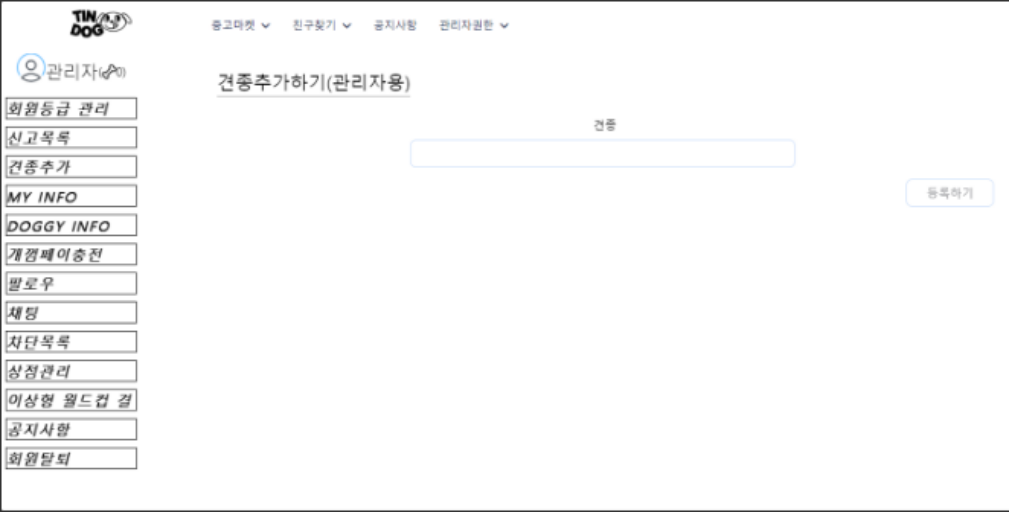 TIN
DOG
중고마켓 친구찾기 공지사항 관리자권한
관리자(0)
견종추가하기(관리자용)
견종
등록하기
회원등급 관리
신고목록
견종추가
MY INFO
DOGGY INFO
개껌페이충전
팔로우
채팅
차단목록
상점관리
이상형 월드컵 결
공지사항
회원탈퇴